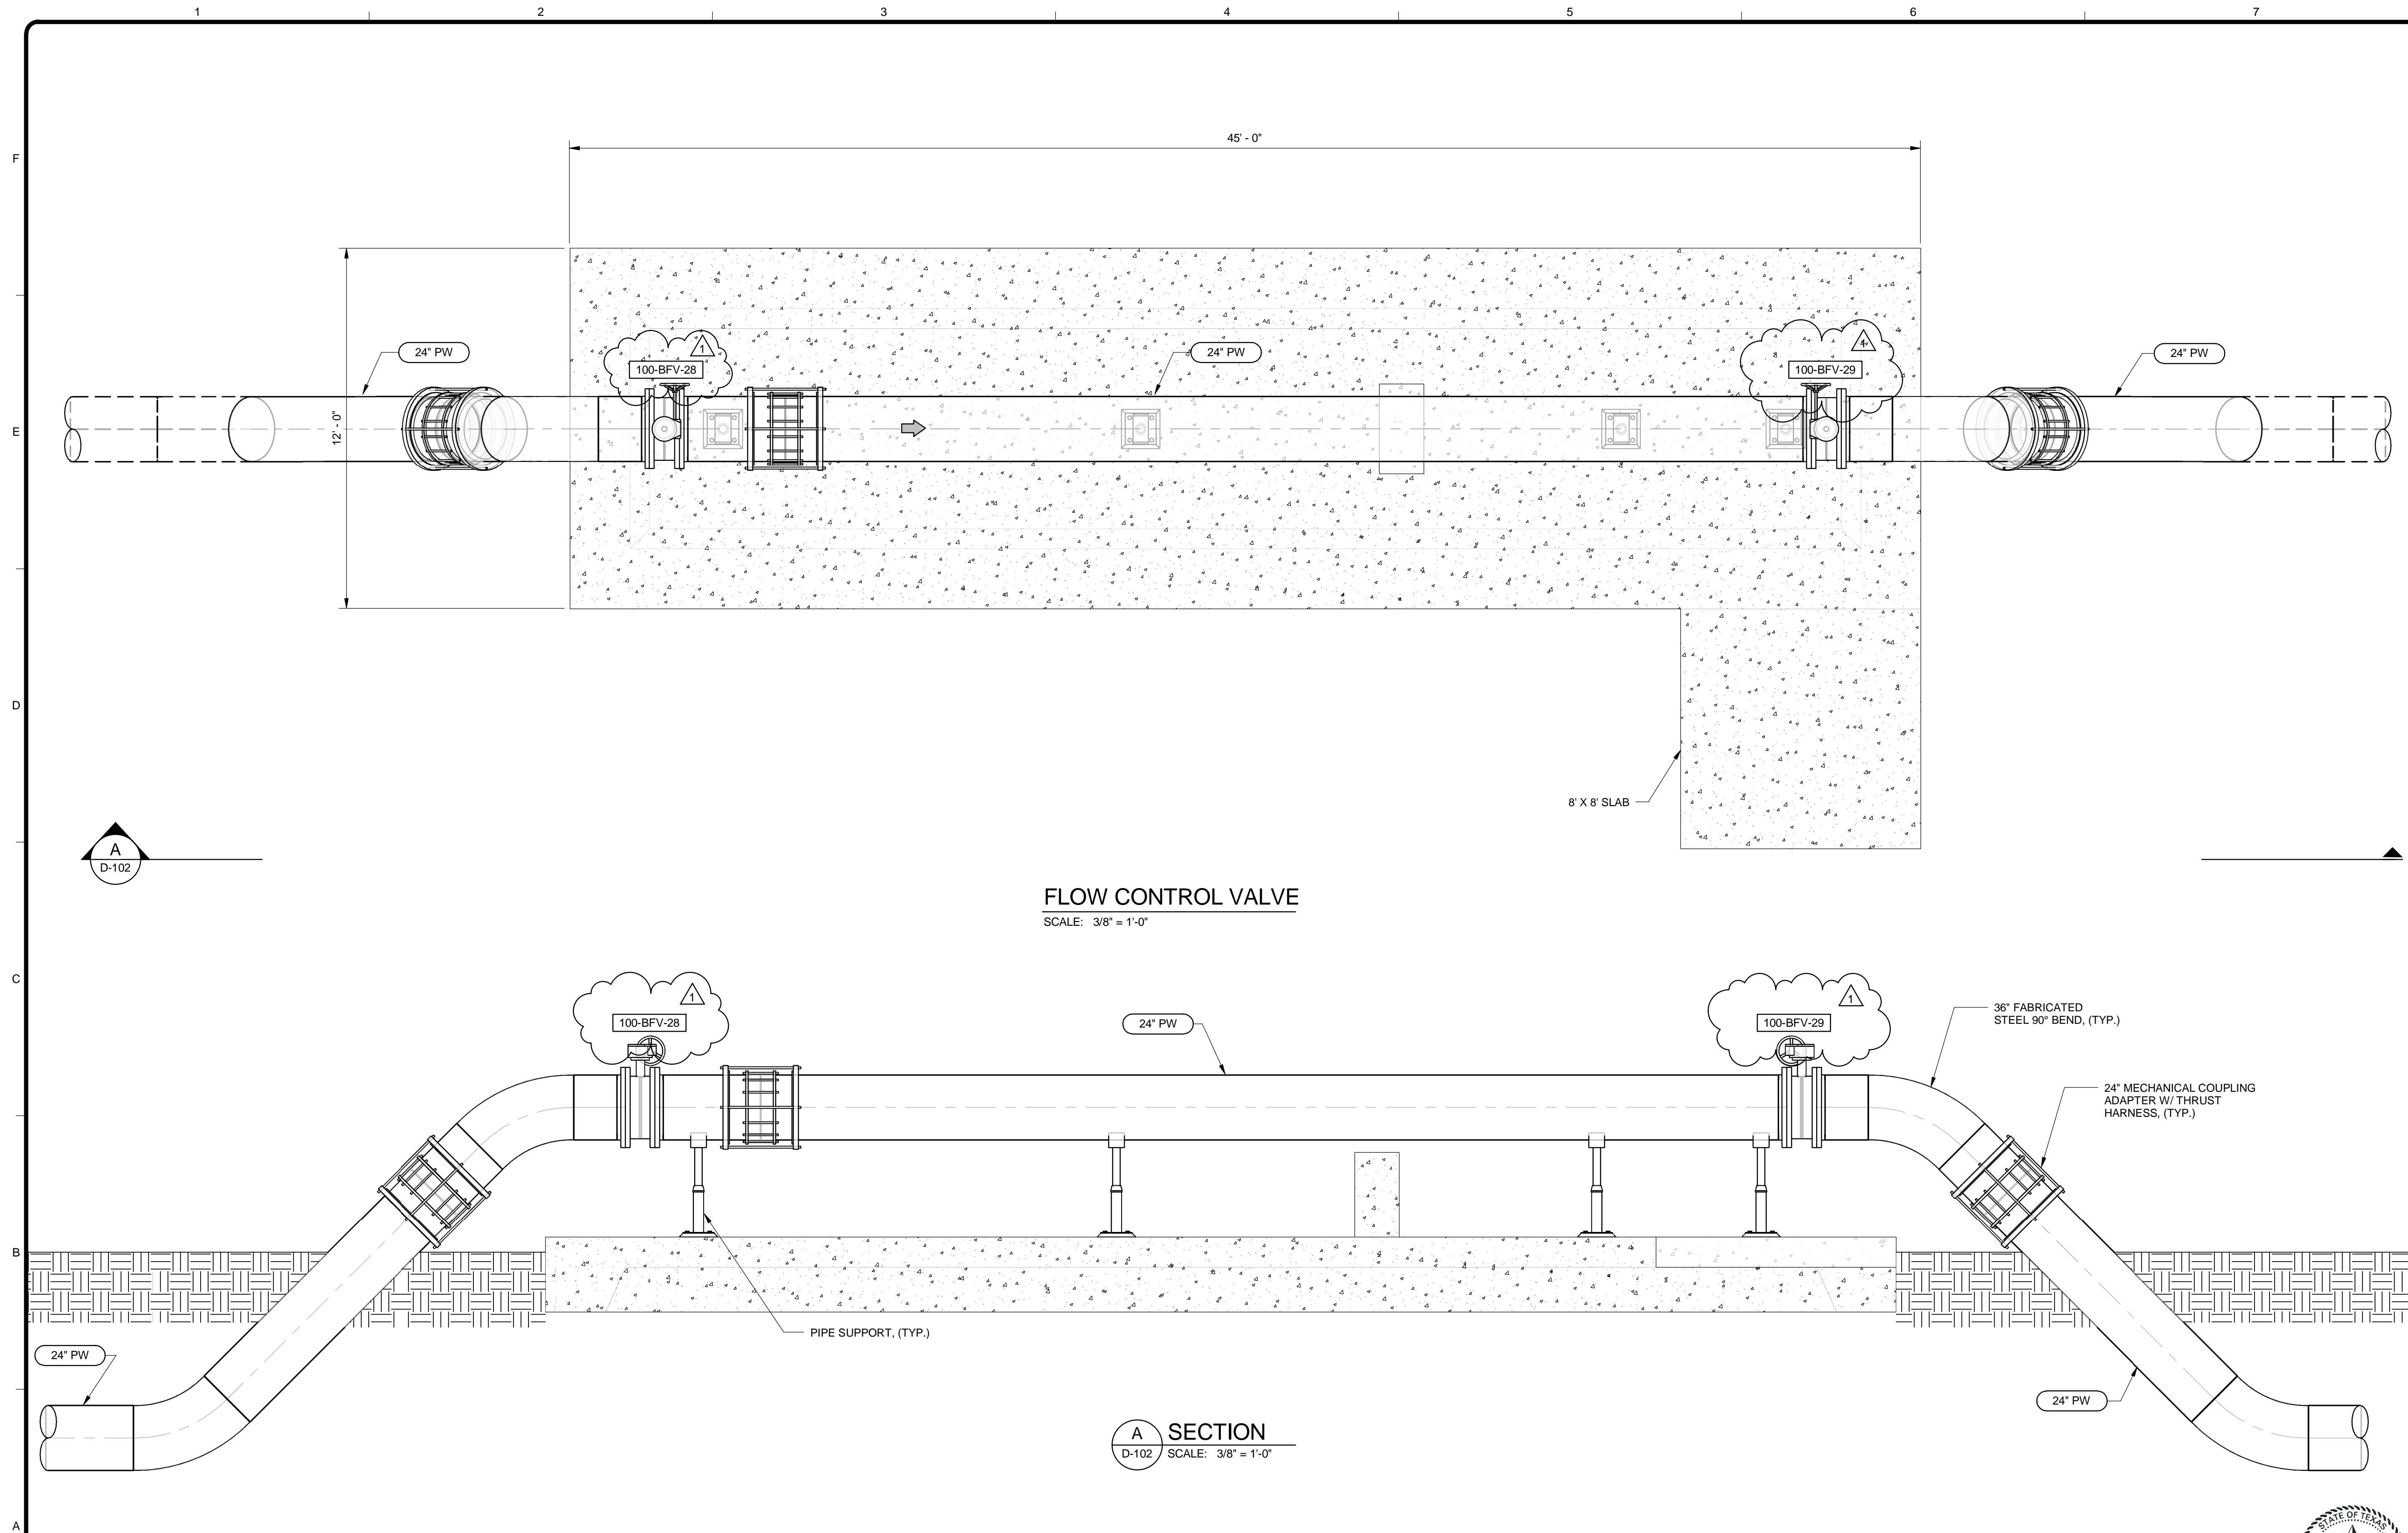 1 2 3 4 5 6 7
F
45' - 0"
24" PW
1
100-BFV-28
24" PW
1
100-BFV-29
24" PW
E
12' - 0"
D
8' X 8' SLAB
A
D-102
FLOW CONTROL VALVE
SCALE: 3/8" = 1'-0"
C
1
100-BFV-28
24" PW
1
100-BFV-29
36" FABRICATED
STEEL 90° BEND, (TYP.)
24" MECHANICAL COUPLING
ADAPTER W/ THRUST
HARNESS, (TYP.)
B
PIPE SUPPORT, (TYP.)
24" PW
24" PW
A
D-102
SECTION
SCALE: 3/8" = 1'-0"
A
STATE OF TEXAS